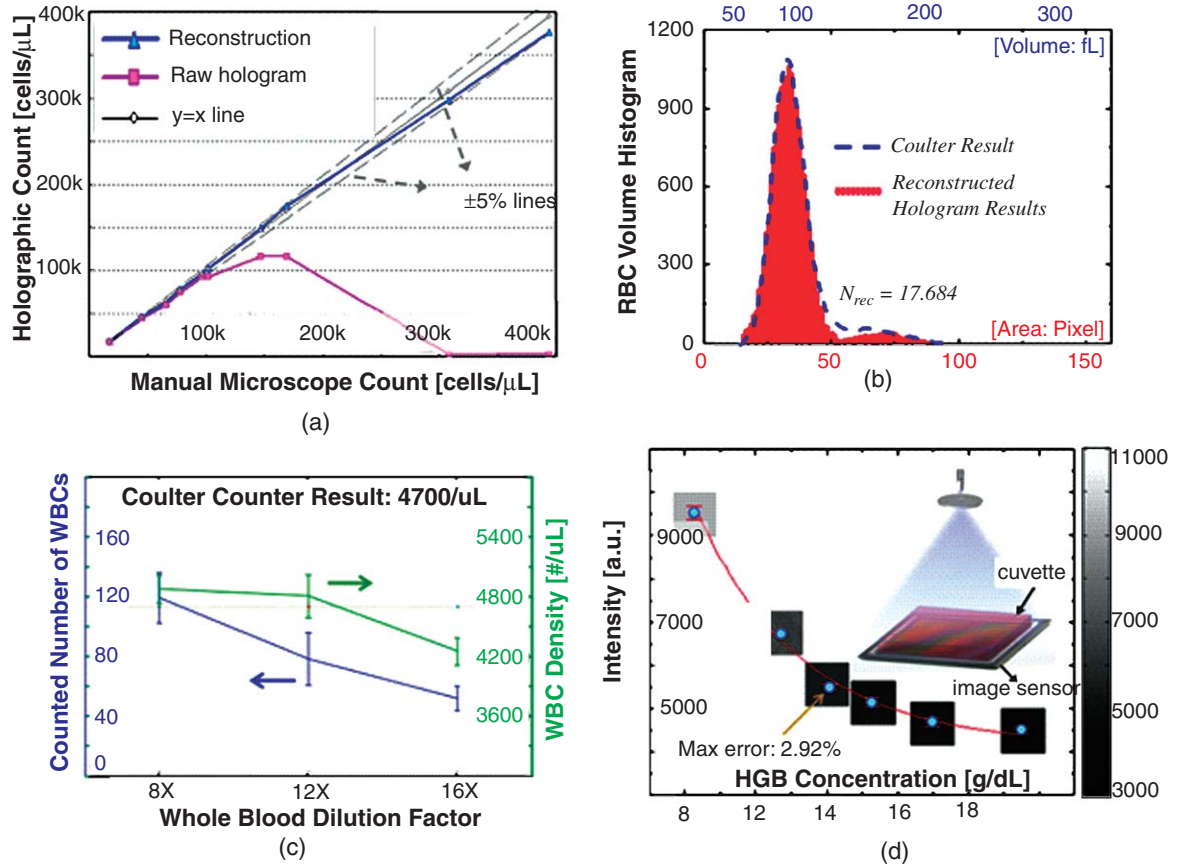 Reconstruction
Raw hologram
y=x line
±5% lines
Holographic Count [cells/μL]
400k
300k
200k
100k
100k 200k 300k 400k
Manual Microscope Count [cells/μL]
(a)
50 100 200 300
[Volume: fL]
RBC Volume Histogram
1200
900
600
300
0
Coulter Result
Reconstructed
Hologram Results
N_rec = 17.684
[Area: Pixel]
0 50 100 150
(b)
Coulter Counter Result: 4700/uL
Counted Number of WBCs
160
120
80
40
0
5400
4800
4200
3600
WBC Density [#/uL]
8X 12X 16X
Whole Blood Dilution Factor
(c)
Intensity [a.u.]
9000
7000
5000
cuvette
image sensor
Max error: 2.92%
HGB Concentration [g/dL]
8 10 12 14 16 18
11000
9000
7000
5000
3000
(d)